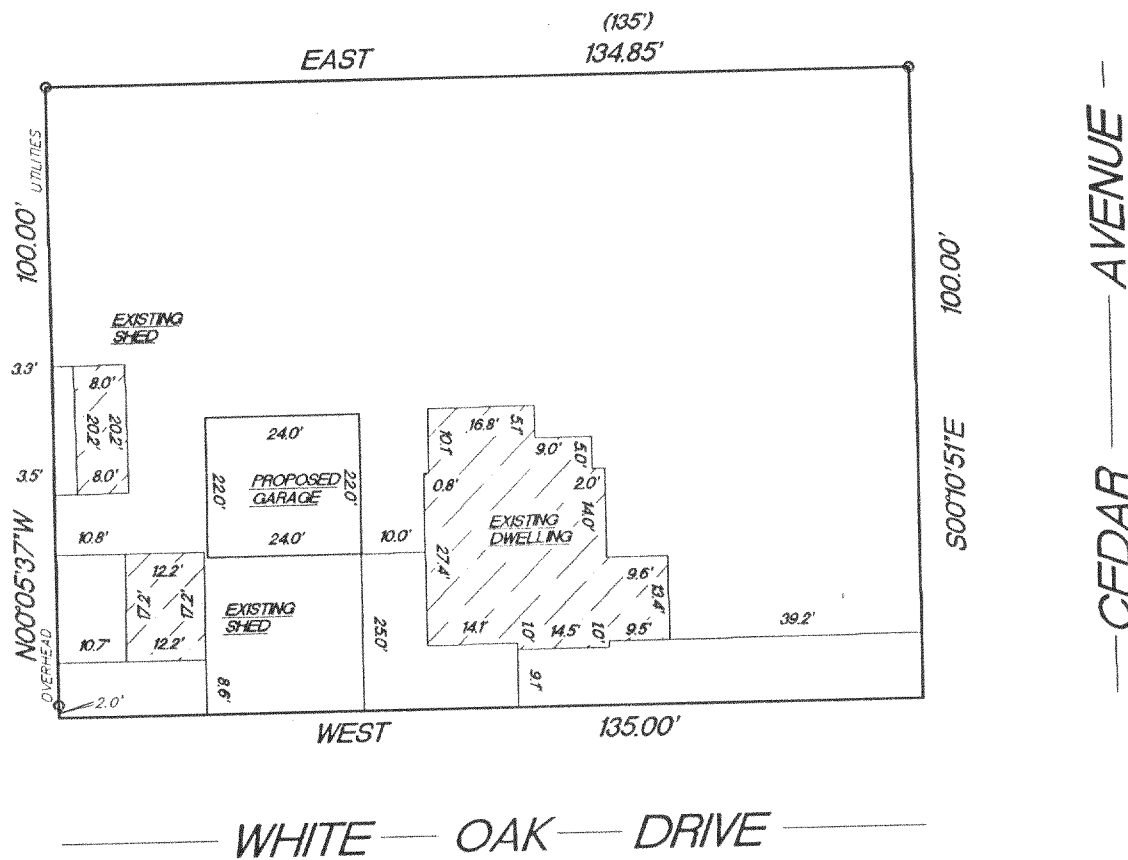 (135')
EAST
134.85'
UTILITIES
100.00'
100.00'
AVENUE
EXISTING
SHED
3.3'
8.0'
20.2'
20.2'
8.0'
3.5'
24.0'
22.0'
PROPOSED
GARAGE
22.0'
24.0'
10.0'
16.8'
5.1'
10.1'
9.0'
5.0'
0.8'
2.0'
EXISTING
DWELLING
14.0'
27.4'
S00°10'51"E
CEDAR
N00°05'37"W
10.8'
12.2'
17.2'
17.2'
12.2'
10.7'
EXISTING
SHED
25.0'
9.6'
13.4'
14.1'
1.0'
14.5'
1.0'
9.5'
39.2'
OVERHEAD
2.0'
8.6'
9.1'
WEST
135.00'
WHITE OAK DRIVE